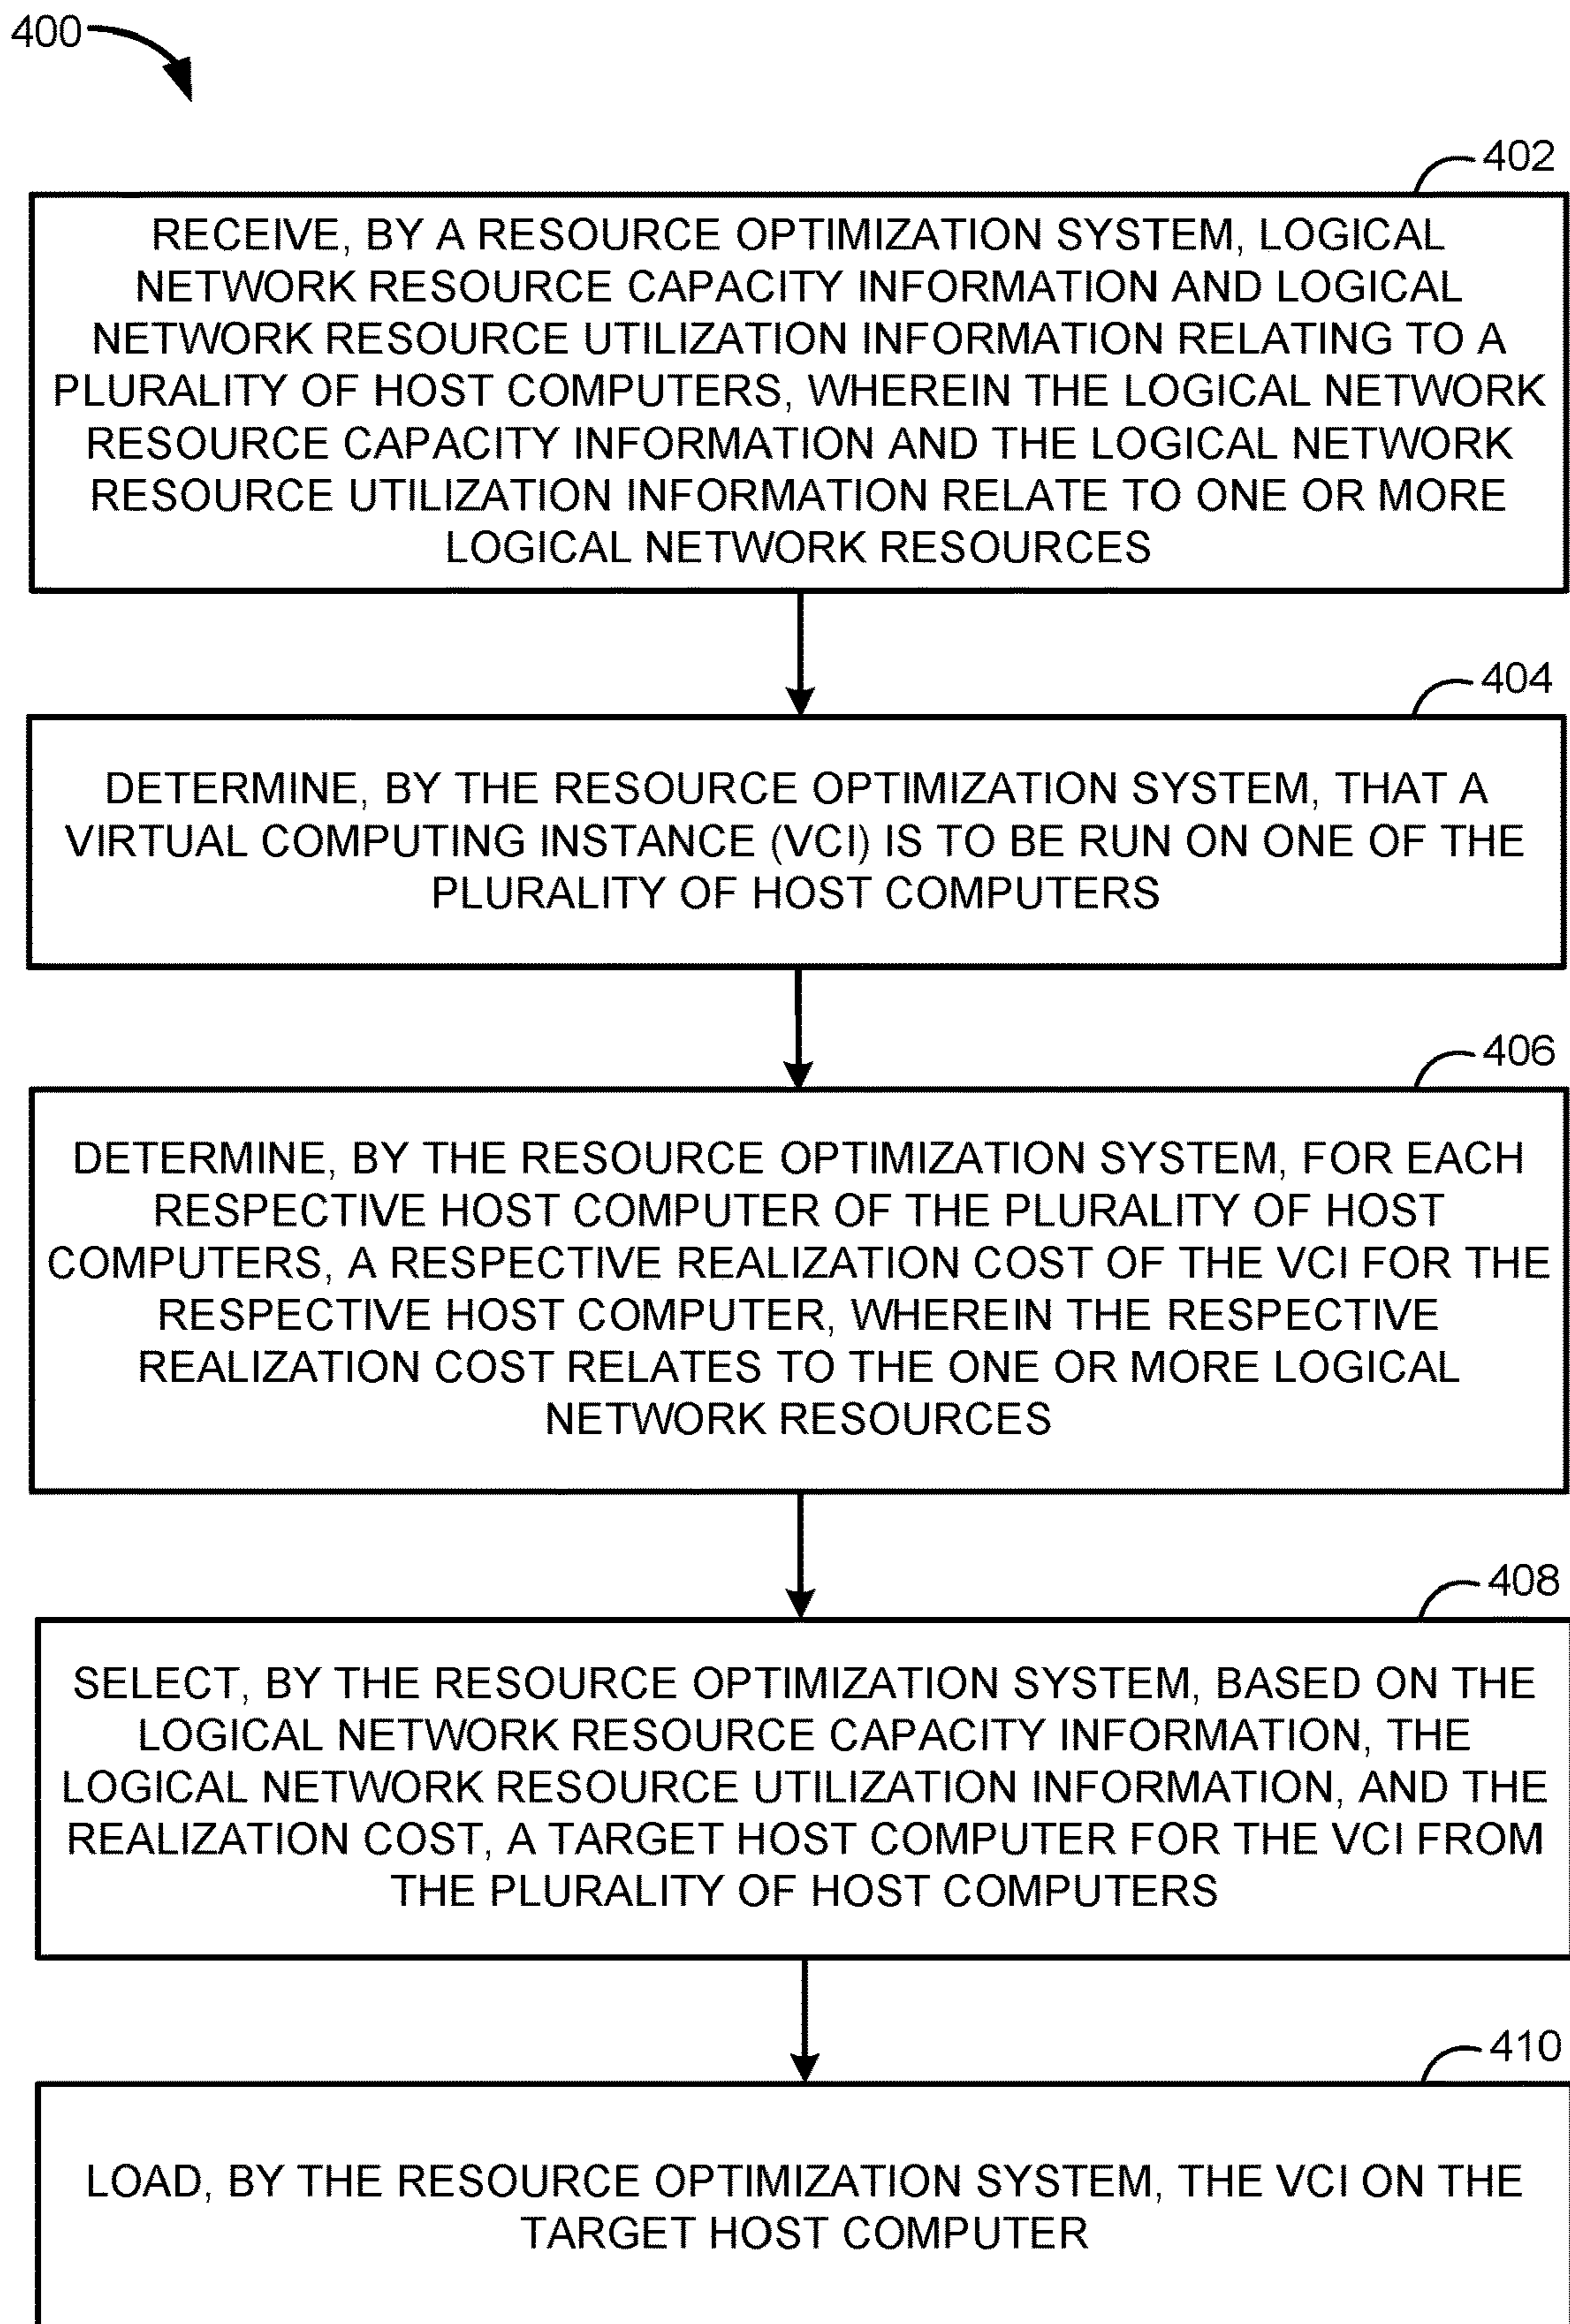 400
402
RECEIVE, BY A RESOURCE OPTIMIZATION SYSTEM, LOGICAL
NETWORK RESOURCE CAPACITY INFORMATION AND LOGICAL
NETWORK RESOURCE UTILIZATION INFORMATION RELATING TO A
PLURALITY OF HOST COMPUTERS, WHEREIN THE LOGICAL NETWORK
RESOURCE CAPACITY INFORMATION AND THE LOGICAL NETWORK
RESOURCE UTILIZATION INFORMATION RELATE TO ONE OR MORE
LOGICAL NETWORK RESOURCES
404
DETERMINE, BY THE RESOURCE OPTIMIZATION SYSTEM, THAT A
VIRTUAL COMPUTING INSTANCE (VCI) IS TO BE RUN ON ONE OF THE
PLURALITY OF HOST COMPUTERS
406
DETERMINE, BY THE RESOURCE OPTIMIZATION SYSTEM, FOR EACH
RESPECTIVE HOST COMPUTER OF THE PLURALITY OF HOST
COMPUTERS, A RESPECTIVE REALIZATION COST OF THE VCI FOR THE
RESPECTIVE HOST COMPUTER, WHEREIN THE RESPECTIVE
REALIZATION COST RELATES TO THE ONE OR MORE LOGICAL
NETWORK RESOURCES
408
SELECT, BY THE RESOURCE OPTIMIZATION SYSTEM, BASED ON THE
LOGICAL NETWORK RESOURCE CAPACITY INFORMATION, THE
LOGICAL NETWORK RESOURCE UTILIZATION INFORMATION, AND THE
REALIZATION COST, A TARGET HOST COMPUTER FOR THE VCI FROM
THE PLURALITY OF HOST COMPUTERS
410
LOAD, BY THE RESOURCE OPTIMIZATION SYSTEM, THE VCI ON THE
TARGET HOST COMPUTER